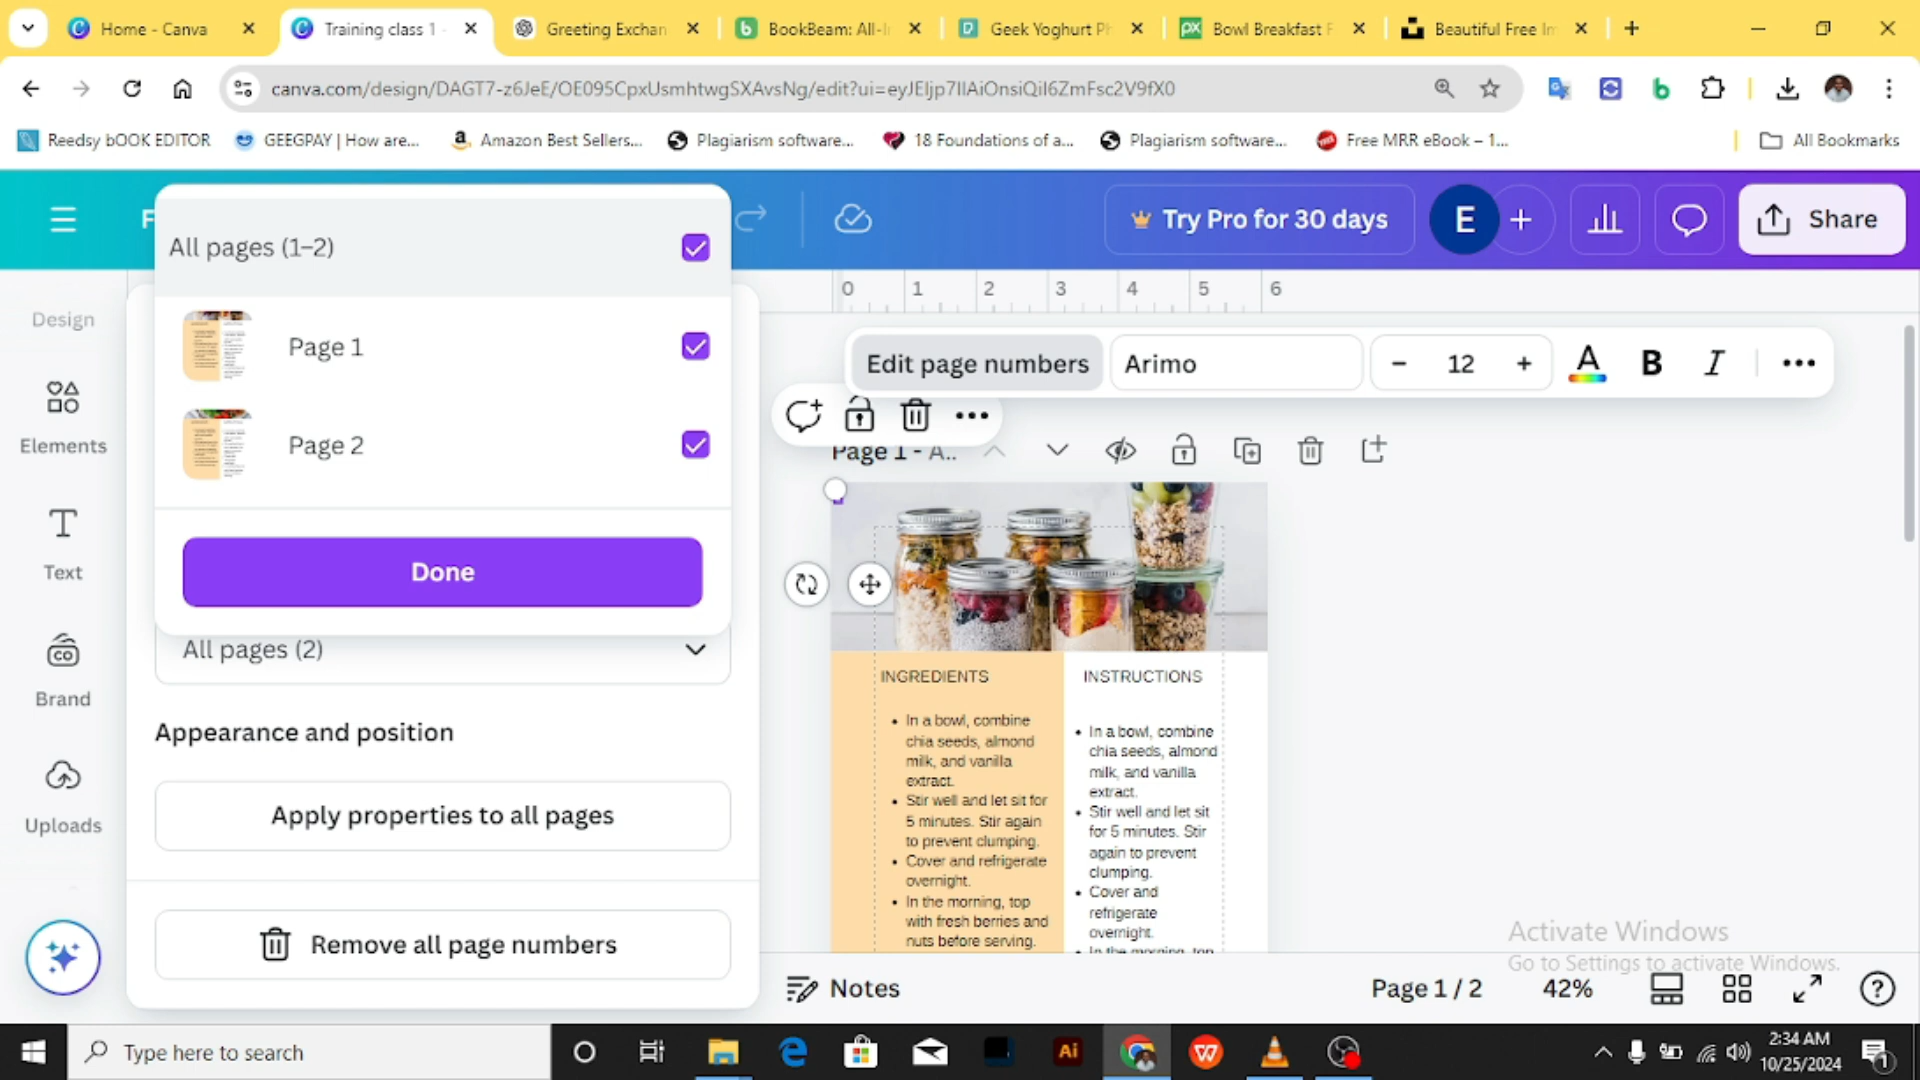 Home - Canva
Training class 1 -
Greeting Exchan
BookBeam: All-I
Geek Yoghurt Ph
Bowl Breakfast F
Beautiful Free Im
canva.com/design/DAGT7-z6JeE/OE095CpxUsmhtwgSXAvsNg/edit?ui=eyJEIjp7IlAiOnsiQiI6ZmFsc2V9fX0
Reedsy bOOK EDITOR
GEEGPAY | How are...
Amazon Best Sellers...
Plagiarism software...
18 Foundations of a...
Plagiarism software...
Free MRR eBook – 1...
All Bookmarks
F
Try Pro for 30 days
E
Share
All pages (1–2)
Page 1
Page 2
Done
All pages (2)
Appearance and position
Apply properties to all pages
Remove all page numbers
Design
Elements
Text
Brand
Uploads
0 1 2 3 4 5 6
Edit page numbers
Arimo
– 12 +
A B I
Page 1 - A..
INGREDIENTS
In a bowl, combine
chia seeds, almond
milk, and vanilla
extract.
Stir well and let sit for
5 minutes. Stir again
to prevent clumping.
Cover and refrigerate
overnight.
In the morning, top
with fresh berries and
nuts before serving.
INSTRUCTIONS
In a bowl, combine
chia seeds, almond
milk, and vanilla
extract.
Stir well and let sit
for 5 minutes. Stir
again to prevent
clumping.
Cover and
refrigerate
overnight.
In the morning, top
Activate Windows
Go to Settings to activate Windows.
Notes
Page 1 / 2
42%
Type here to search
2:34 AM
10/25/2024